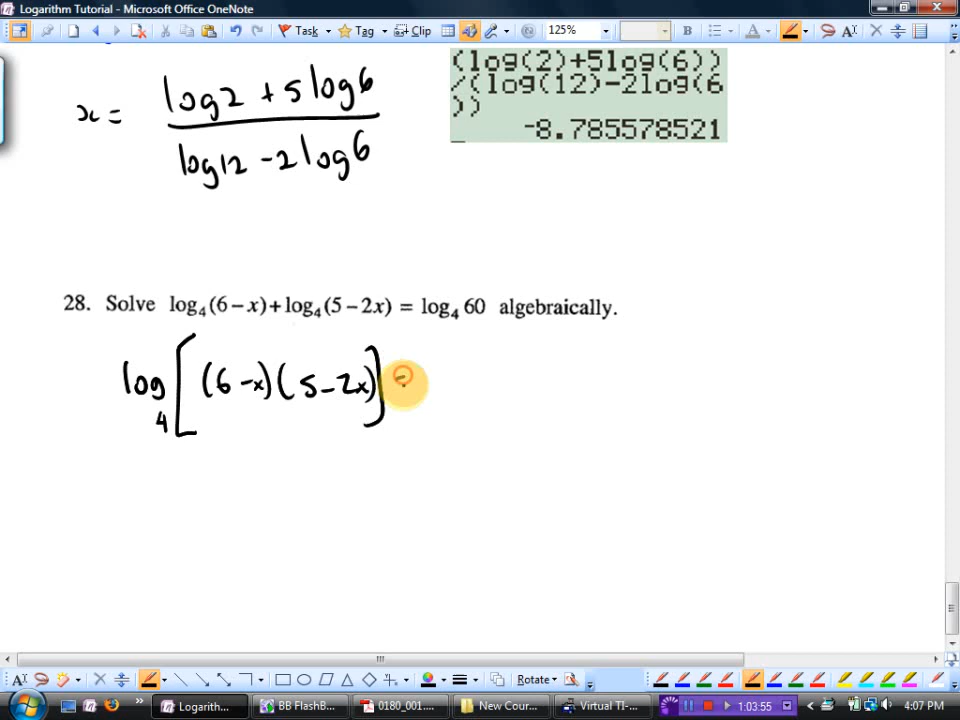 Logarithm Tutorial - Microsoft Office OneNote
Task Tag Clip 125% B A
x = log2 + 5log6 / log12 - 2log6
(log(2)+5log(6))
/(log(12)-2log(6
))
-8.785578521
28. Solve log₄(6-x)+log₄(5-2x) = log₄ 60 algebraically.
log₄[(6-x)(5-2x)] =
Rotate
Logarith... BB FlashB... 0180_001.... New Cour... Virtual TI-... 1:03:55 4:07 PM